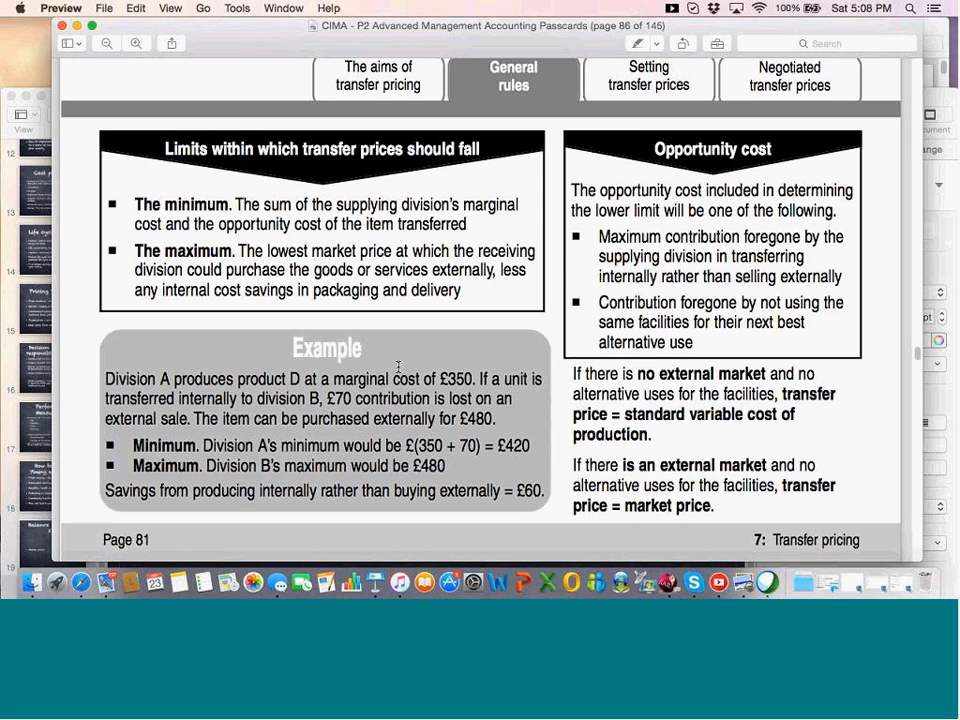 Preview File Edit View Go Tools Window Help
100% Sat 5:08 PM
CIMA - P2 Advanced Management Accounting Passcards (page 86 of 145)
Search
The aims of
transfer pricing
General
rules
Setting
transfer prices
Negotiated
transfer prices
Limits within which transfer prices should fall
■ The minimum. The sum of the supplying division's marginal
cost and the opportunity cost of the item transferred
■ The maximum. The lowest market price at which the receiving
division could purchase the goods or services externally, less
any internal cost savings in packaging and delivery
Example
Division A produces product D at a marginal cost of £350. If a unit is
transferred internally to division B, £70 contribution is lost on an
external sale. The item can be purchased externally for £480.
■ Minimum. Division A's minimum would be £(350 + 70) = £420
■ Maximum. Division B's maximum would be £480
Savings from producing internally rather than buying externally = £60.
Opportunity cost
The opportunity cost included in determining
the lower limit will be one of the following.
■ Maximum contribution foregone by the
supplying division in transferring
internally rather than selling externally
■ Contribution foregone by not using the
same facilities for their next best
alternative use
If there is no external market and no
alternative uses for the facilities, transfer
price = standard variable cost of
production.
If there is an external market and no
alternative uses for the facilities, transfer
price = market price.
Page 81
7: Transfer pricing
View
12
13
14
15
16
17
18
19
23